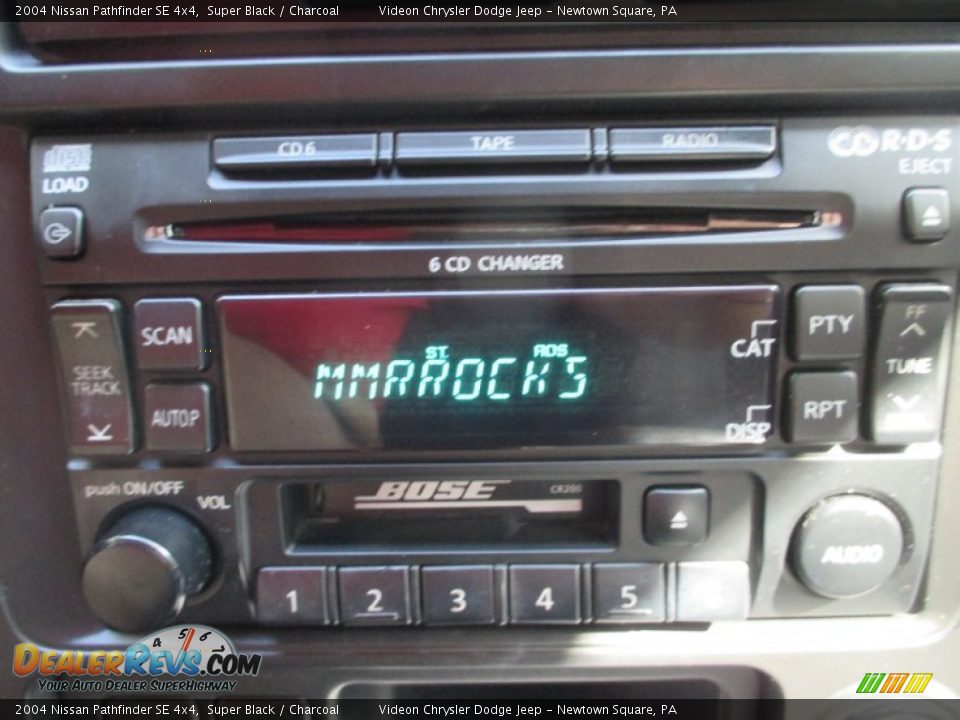 2004 Nissan Pathfinder SE 4x4,  Super Black / Charcoal        Videon Chrysler Dodge Jeep - Newtown Square, PA
CD6 TAPE RADIO
LOAD
R·D·S
EJECT
6 CD CHANGER
SEEK
TRACK
SCAN
AUTO.P
ST RDS
MMRROCKS
CAT
DISP
PTY
RPT
FF
TUNE
push ON/OFF
VOL
BOSE
AUDIO
1 2 3 4 5
4 5 6
DealerRevs.com
Your Auto Dealer SuperHighway
2004 Nissan Pathfinder SE 4x4,  Super Black / Charcoal        Videon Chrysler Dodge Jeep - Newtown Square, PA